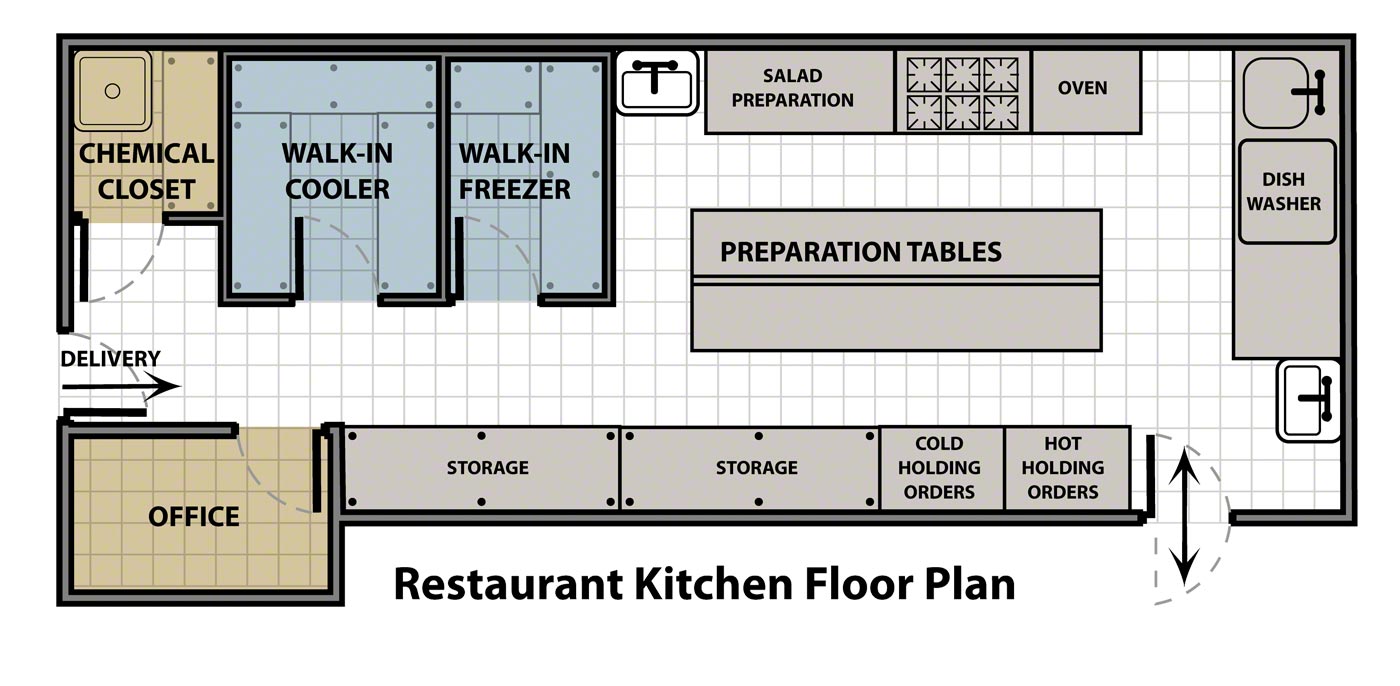 CHEMICAL
CLOSET
WALK-IN
COOLER
WALK-IN
FREEZER
SALAD
PREPARATION
OVEN
DISH
WASHER
PREPARATION TABLES
DELIVERY
OFFICE
STORAGE
STORAGE
COLD
HOLDING
ORDERS
HOT
HOLDING
ORDERS
Restaurant Kitchen Floor Plan